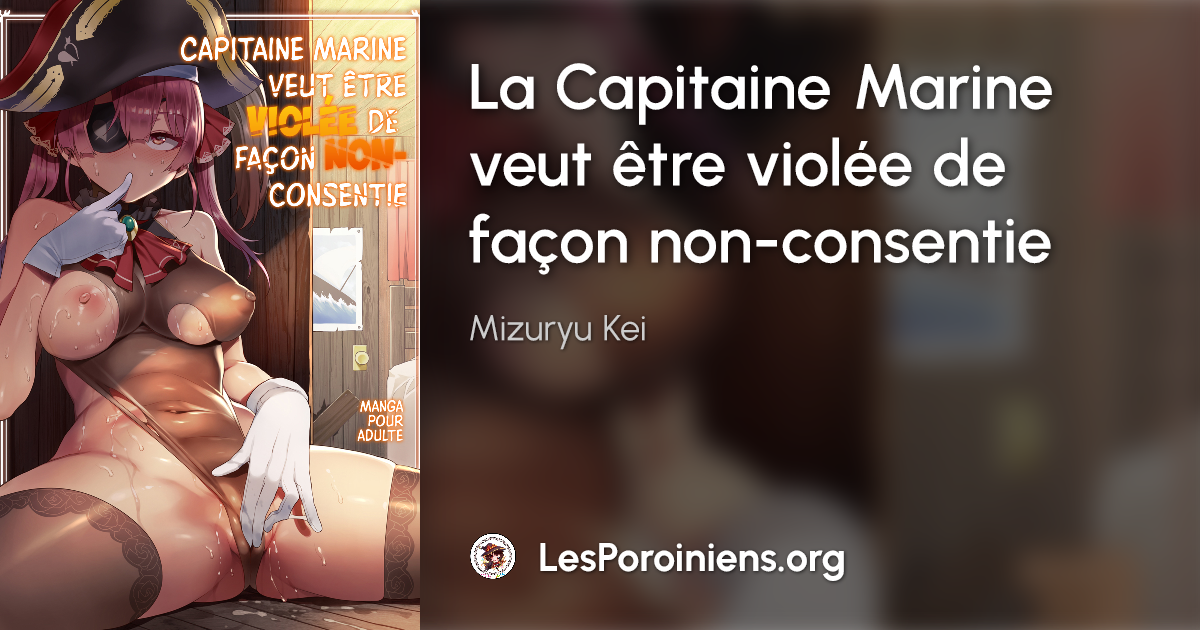 CAPITAINE MARINE
VEUT ÊTRE
VIOLÉE DE
FAÇON NON-
CONSENTIE
MANGA
POUR
ADULTE
La Capitaine Marine
veut être violée de
façon non-consentie
Mizuryu Kei
LesPoroiniens.org